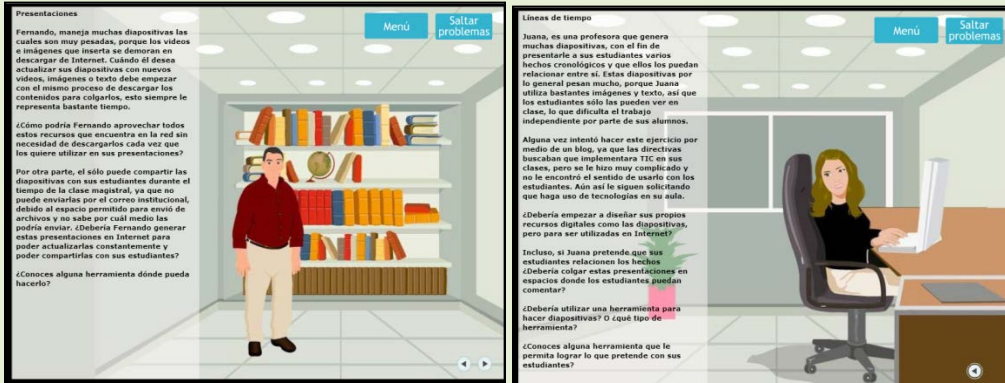 Presentaciones
Fernando, maneja muchas diapositivas las
cuales son muy pesadas, porque los videos
e imágenes que inserta se demoran en
descargar de Internet. Cuándo él desea
actualizar sus diapositivas con nuevos
videos, imágenes o texto debe empezar
con el mismo proceso de descargar los
contenidos para colgarlos, esto siempre le
representa bastante tiempo.
¿Cómo podría Fernando aprovechar todos
estos recursos que encuentra en la red sin
necesidad de descargarlos cada vez que
los quiere utilizar en sus presentaciones?
Por otra parte, el sólo puede compartir las
diapositivas con sus estudiantes durante el
tiempo de la clase magistral, ya que no
puede enviarlas por el correo institucional,
debido al espacio permitido para envió de
archivos y no sabe por cuál medio las
podría enviar. ¿Debería Fernando generar
estas presentaciones en Internet para
poder actualizarlas constantemente y
poder compartirlas con sus estudiantes?
¿Conoces alguna herramienta dónde pueda
hacerlo?
Menú
Saltar
problemas
Líneas de tiempo
Juana, es una profesora que genera
muchas diapositivas, con el fin de
presentarle a sus estudiantes varios
hechos cronológicos y que ellos los puedan
relacionar entre sí. Estas diapositivas por
lo general pesan mucho, porque Juana
utiliza bastantes imágenes y texto, así que
los estudiantes sólo las pueden ver en
clase, lo que dificulta el trabajo
independiente por parte de sus alumnos.
Alguna vez intentó hacer este ejercicio por
medio de un blog, ya que las directivas
buscaban que implementara TIC en sus
clases, pero se le hizo muy complicado y
no le encontró el sentido de usarlo con los
estudiantes. Aún así le siguen solicitando
que haga uso de tecnologías en su aula.
¿Debería empezar a diseñar sus propios
recursos digitales como las diapositivas,
pero para ser utilizadas en Internet?
Incluso, si Juana pretende que sus
estudiantes relacionen los hechos
¿Debería colgar estas presentaciones en
espacios donde los estudiantes puedan
comentar?
¿Debería utilizar una herramienta para
hacer diapositivas? O ¿qué tipo de
herramienta?
¿Conoces alguna herramienta que le
permita lograr lo que pretende con sus
estudiantes?
Menú
Saltar
problemas